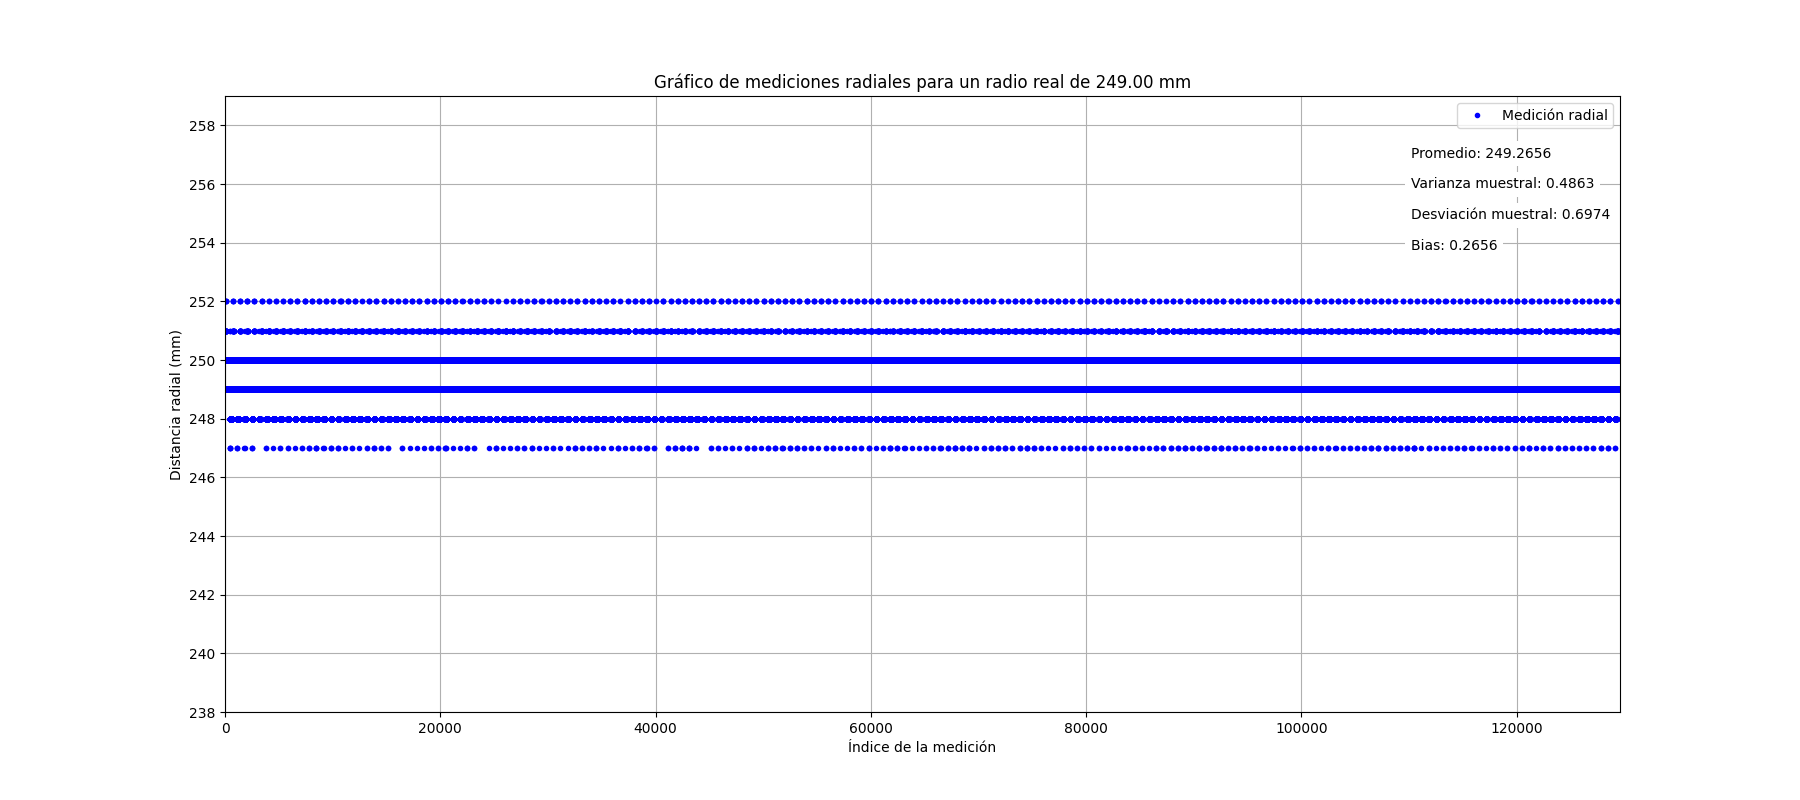 Gráfico de mediciones radiales para un radio real de 249.00 mm
Medición radial
Promedio: 249.2656
Varianza muestral: 0.4863
Desviación muestral: 0.6974
Bias: 0.2656
Distancia radial (mm)
258
256
254
252
250
248
246
244
242
240
238
0 20000 40000 60000 80000 100000 120000
Índice de la medición